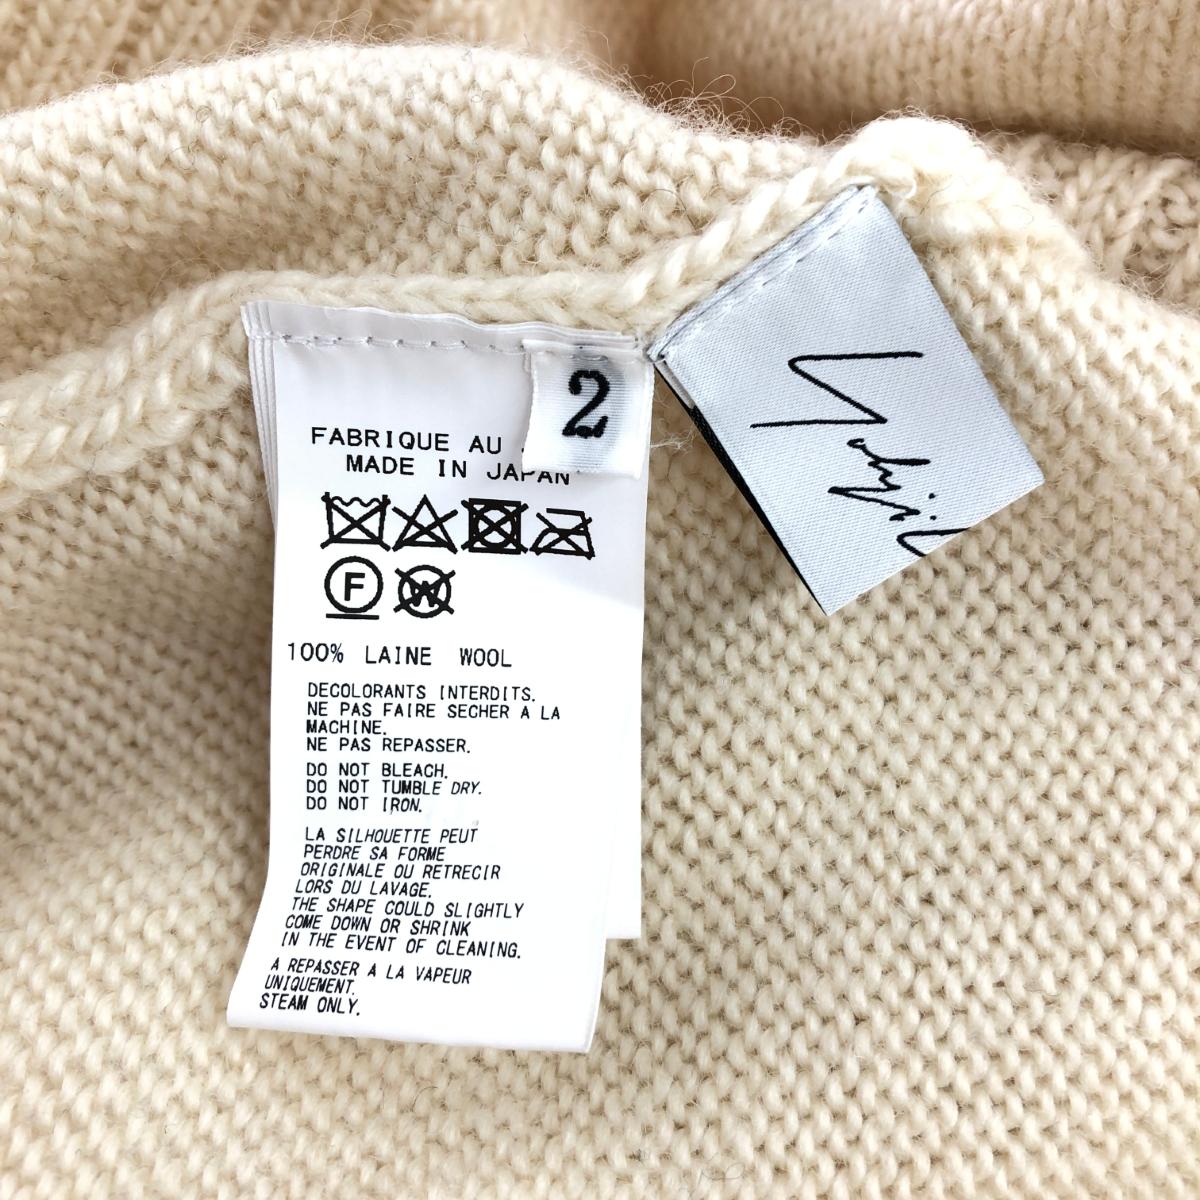 FABRIQUE AU
MADE IN JAPAN
2
F
W
100% LAINE WOOL
DECOLORANTS INTERDITS.
NE PAS FAIRE SECHER A LA
MACHINE.
NE PAS REPASSER.
DO NOT BLEACH.
DO NOT TUMBLE DRY.
DO NOT IRON.
LA SILHOUETTE PEUT
PERDRE SA FORME
ORIGINALE OU RETRECIR
LORS DU LAVAGE.
THE SHAPE COULD SLIGHTLY
COME DOWN OR SHRINK
IN THE EVENT OF CLEANING.
A REPASSER A LA VAPEUR
UNIQUEMENT.
STEAM ONLY.